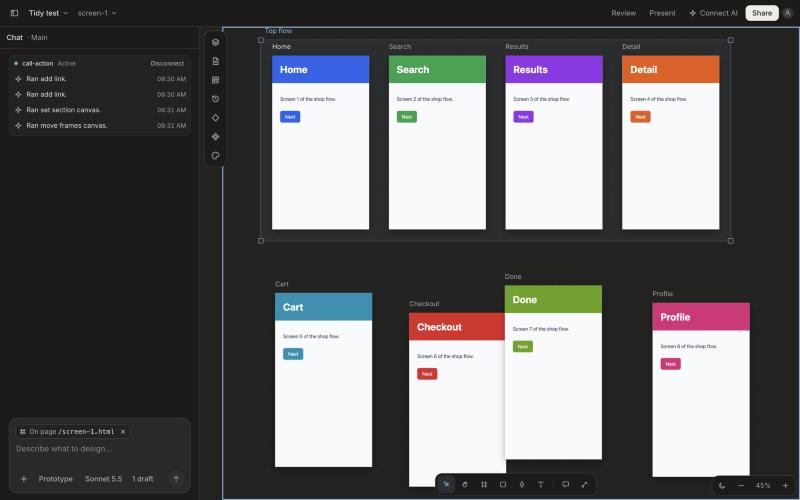 Tidy test
screen-1
Review
Present
Connect AI
Share
Chat · Main
call-action Active Disconnect
Ran add link. 08:30 AM
Ran add link. 08:30 AM
Ran set section canvas. 08:31 AM
Ran move frames canvas. 08:31 AM
Top flow
Home
Search
Results
Detail
Home
Search
Results
Detail
Screen 1 of the shop flow.
Screen 2 of the shop flow.
Screen 3 of the shop flow.
Screen 4 of the shop flow.
Next
Next
Next
Next
Cart
Cart
Screen 5 of the shop flow.
Next
Checkout
Checkout
Screen 6 of the shop flow.
Next
Done
Done
Screen 7 of the shop flow.
Next
Profile
Profile
Screen 8 of the shop flow.
Next
On page /screen-1.html
Describe what to design...
Prototype Sonnet 5.5 1 draft
45%